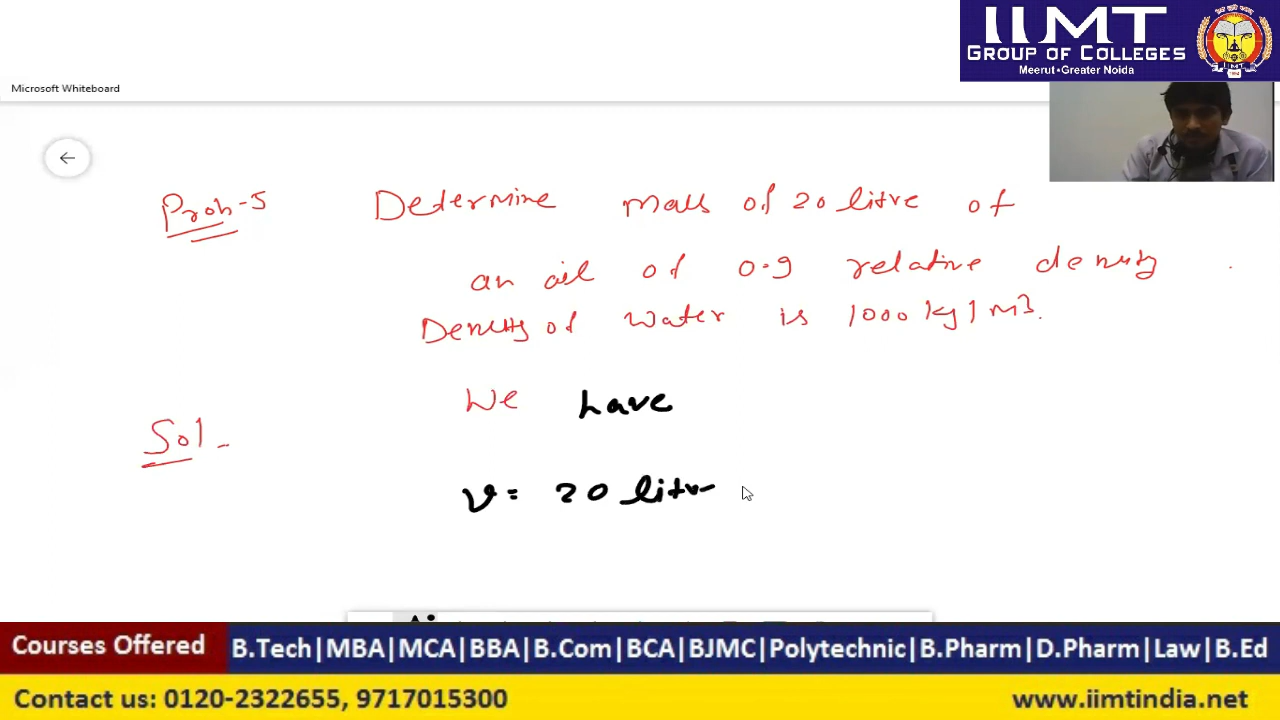 IIMT
GROUP OF COLLEGES
Meerut•Greater Noida
Microsoft Whiteboard
Prob-5 Determine mass of 20 litre of
an oil of 0.9 relative density.
Density of water is 1000 kg/m3.
We have
Sol-
v = 20 litr
Courses Offered B.Tech|MBA|MCA|BBA|B.Com|BCA|BJMC|Polytechnic|B.Pharm|D.Pharm|Law|B.Ed
Contact us: 0120-2322655, 9717015300 www.iimtindia.net